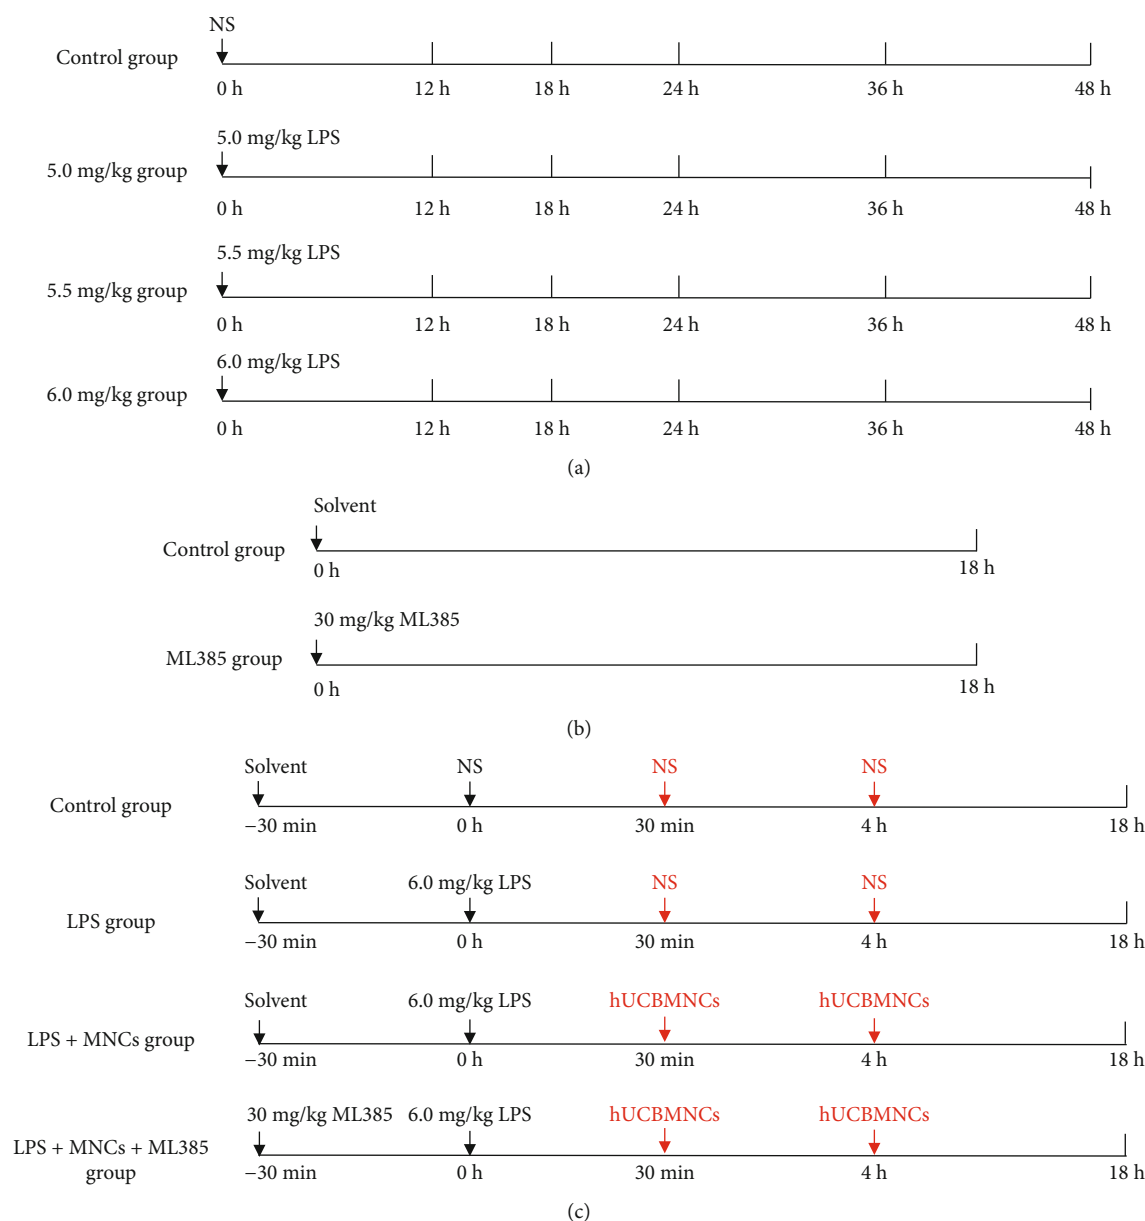 NS
Control group
0 h 12 h 18 h 24 h 36 h 48 h
5.0 mg/kg LPS
5.0 mg/kg group
0 h 12 h 18 h 24 h 36 h 48 h
5.5 mg/kg LPS
5.5 mg/kg group
0 h 12 h 18 h 24 h 36 h 48 h
6.0 mg/kg LPS
6.0 mg/kg group
0 h 12 h 18 h 24 h 36 h 48 h
(a)
Solvent
Control group
0 h 18 h
30 mg/kg ML385
ML385 group
0 h 18 h
(b)
Solvent NS NS NS
Control group
−30 min 0 h 30 min 4 h 18 h
Solvent 6.0 mg/kg LPS NS NS
LPS group
−30 min 0 h 30 min 4 h 18 h
Solvent 6.0 mg/kg LPS hUCBMNCs hUCBMNCs
LPS + MNCs group
−30 min 0 h 30 min 4 h 18 h
30 mg/kg ML385 6.0 mg/kg LPS hUCBMNCs hUCBMNCs
LPS + MNCs + ML385
group
−30 min 0 h 30 min 4 h 18 h
(c)